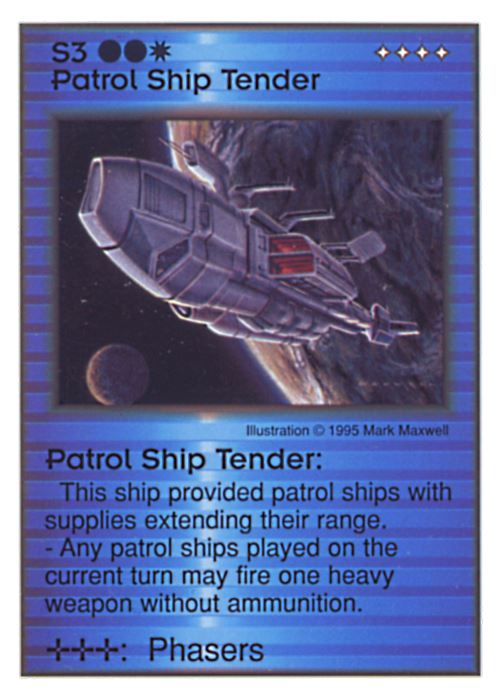 S3 ●●✷
Patrol Ship Tender
Illustration © 1995 Mark Maxwell
Patrol Ship Tender:
This ship provided patrol ships with
supplies extending their range.
- Any patrol ships played on the
current turn may fire one heavy
weapon without ammunition.
✢✢✢: Phasers